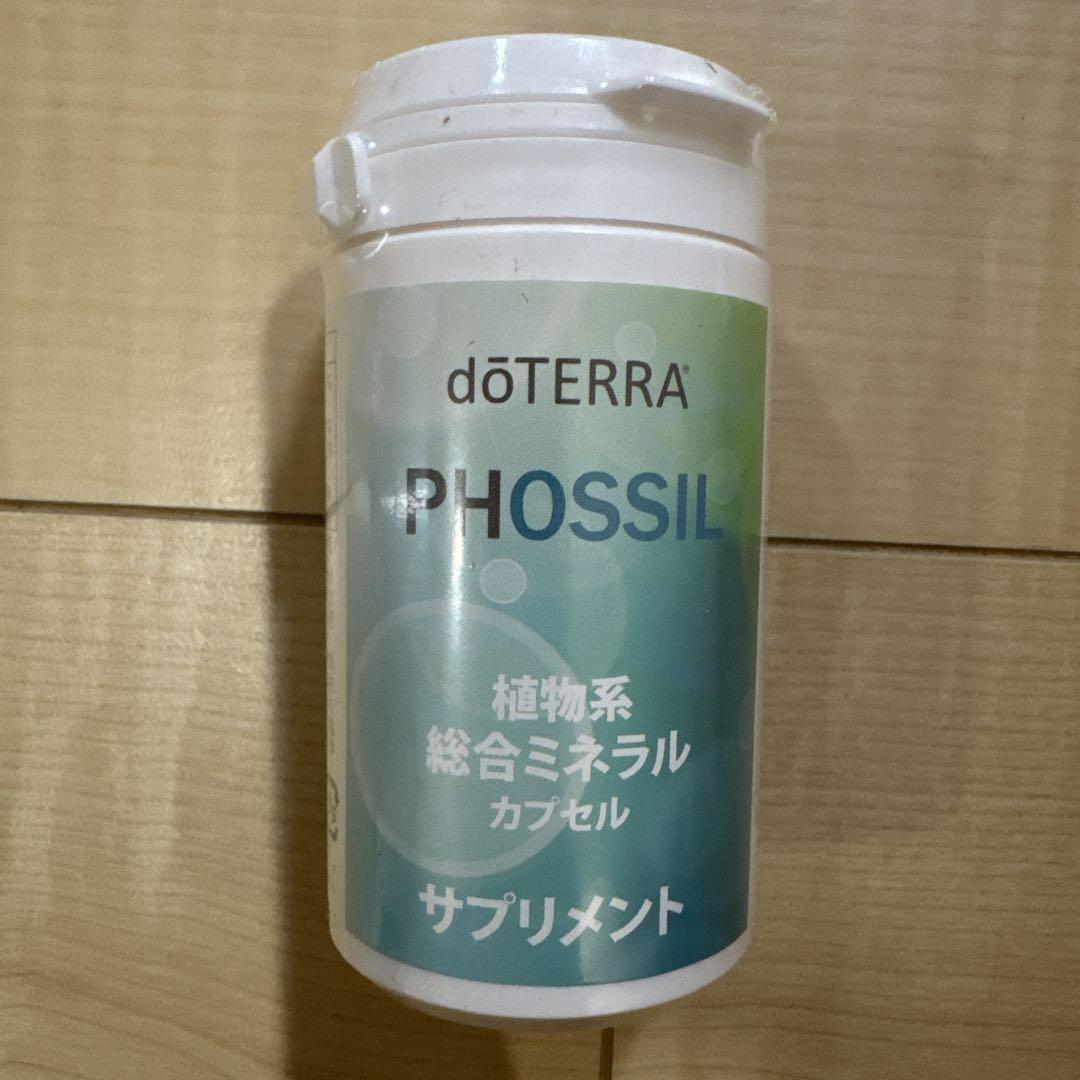 dōTERRA®
PHOSSIL
植物系
総合ミネラル
カプセル
サプリメント